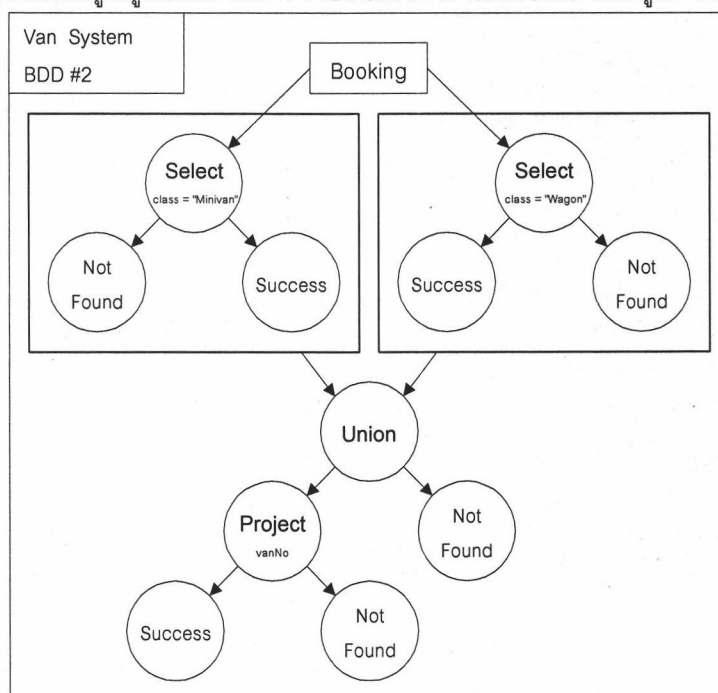 Van System
BDD #2
Booking
Select
class = "Minivan"
Select
class = "Wagon"
Not
Found
Success
Success
Not
Found
Union
Project
vanNo
Not
Found
Success
Not
Found